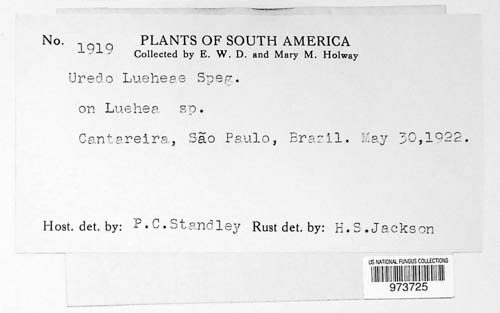 No. 1919 PLANTS OF SOUTH AMERICA
Collected by E. W. D. and Mary M. Holway
Uredo Lueheae Speg.
on Luehea sp.
Cantareira, São Paulo, Brazil. May 30,1922.
Host. det. by: P.C.Standley Rust det. by: H.S.Jackson
US NATIONAL FUNGUS COLLECTIONS
973725